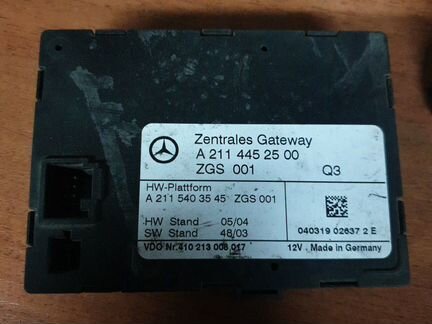 Zentrales Gateway
A 211 445 25 00
ZGS 001 Q3
HW-Plattform
A 211 540 35 45 ZGS 001
HW Stand 05/04
SW Stand 48/03
040319 02637 2 E
VDO Nr.410 213 008 017 12V Made in Germany